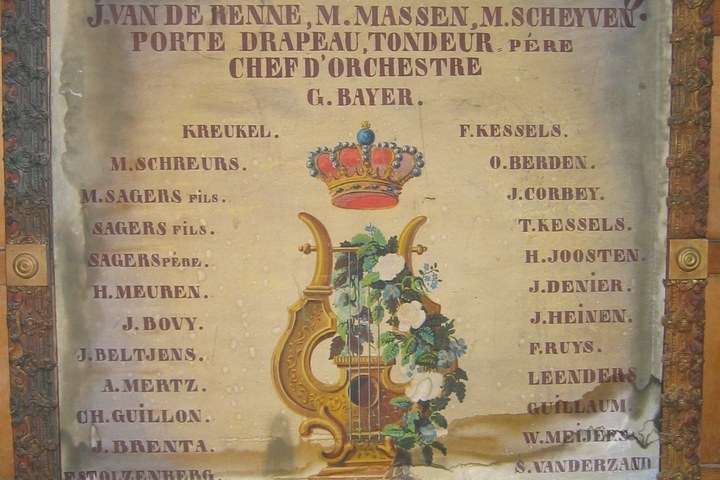 J. VAN DE RENNE, M. MASSEN, M. SCHEYVEN.
PORTE DRAPEAU, TONDEUR PÉRE
CHEF D'ORCHESTRE
G. BAYER.
KREUKEL.
M. SCHREURS.
M. SAGERS FILS.
SAGERS FILS.
SAGERS PÉRE.
H. MEUREN.
J. BOVY.
J. BELTJENS.
A. MERTZ.
CH. GUILLON.
J. BRENTA.
F. STOLZENBERG.
F. KESSELS.
O. BERDEN.
J. CORBEY.
T. KESSELS.
H. JOOSTEN.
J. DENIER.
J. HEINEN.
F. RUYS.
LEENDERS
GUILLAUM.
W. MEIJERS
S. VANDERZAND